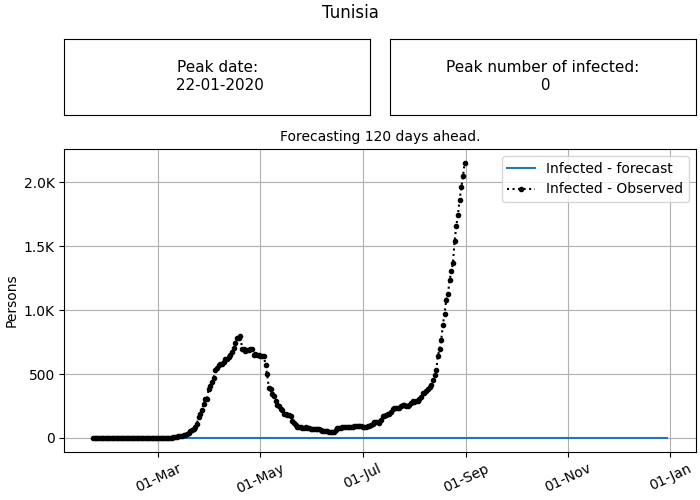 Tunisia
Peak date:
22-01-2020
Peak number of infected:
0
Forecasting 120 days ahead.
Infected - forecast
Infected - Observed
2.0K
1.5K
1.0K
500
0
Persons
01-Mar
01-May
01-Jul
01-Sep
01-Nov
01-Jan